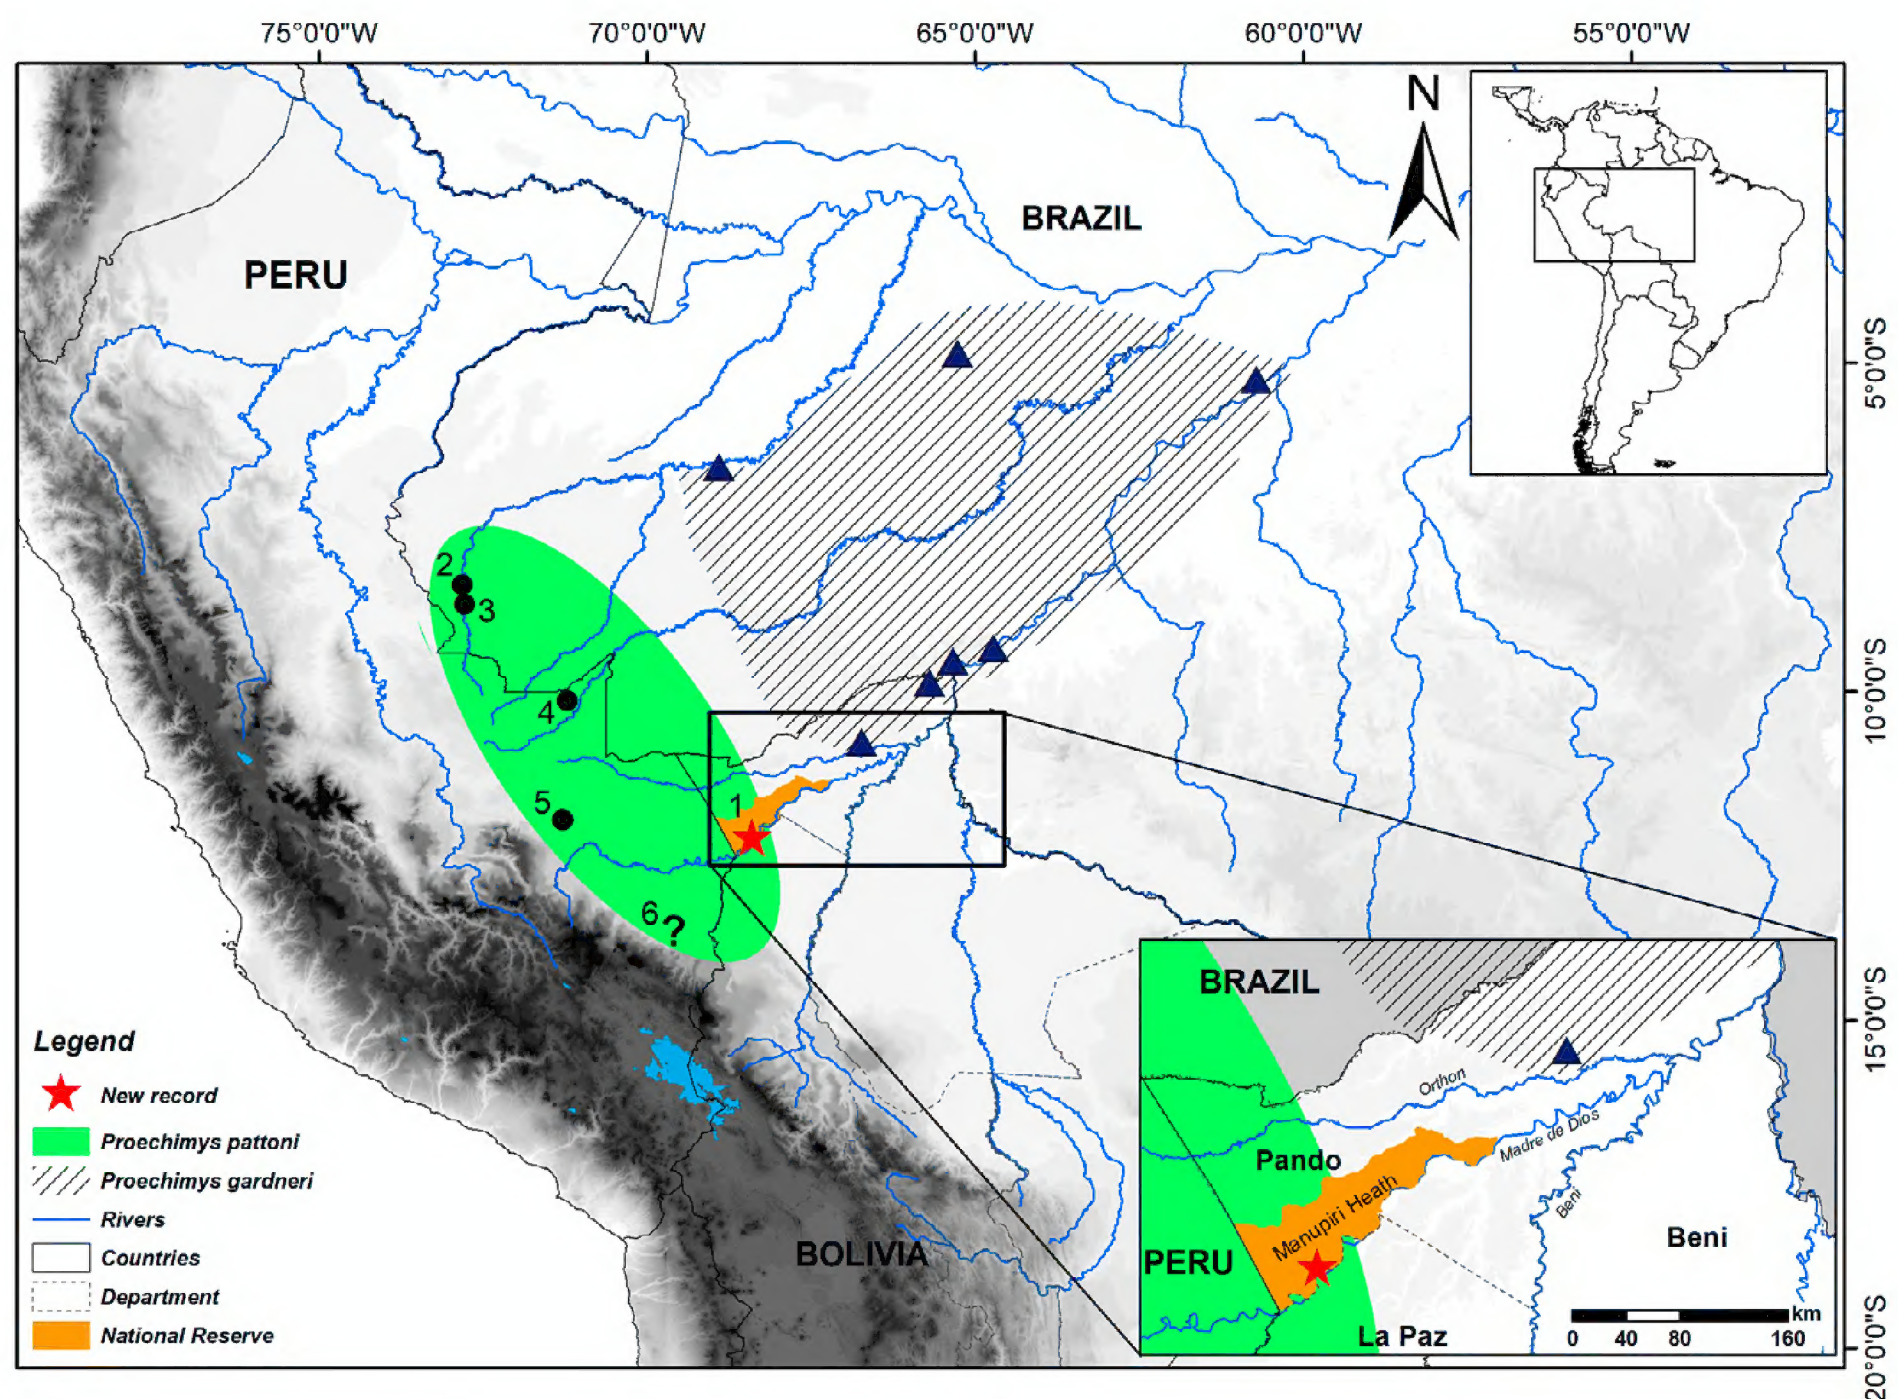 75°0'0"W
70°0'0"W
65°0'0"W
60°0'0"W
55°0'0"W
N
BRAZIL
PERU
5°0'0"S
2
3
4
10°0'0"S
5
1
6 ?
15°0'0"S
BOLIVIA
20°0'0"S
Legend
New record
Proechimys pattoni
Proechimys gardneri
Rivers
Countries
Department
National Reserve
BRAZIL
Orthon
Madre de Dios
Pando
Manupiri Heath
Beni
Beni
PERU
La Paz
km
0 40 80 160